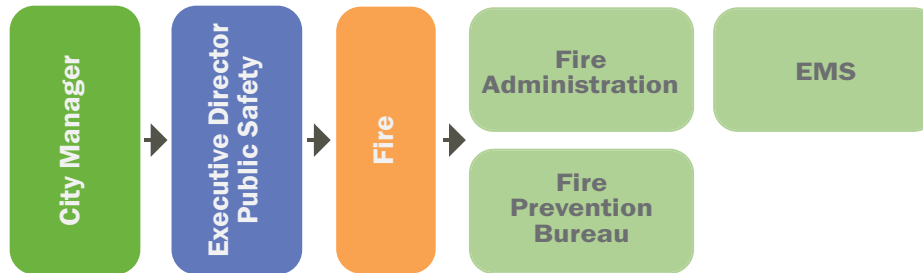 City Manager
Executive Director
Public Safety
Fire
Fire
Administration
EMS
Fire
Prevention
Bureau